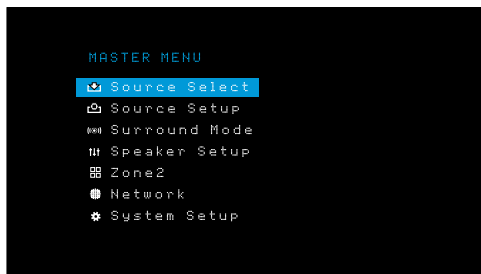 MASTER MENU
Source Select
Source Setup
Surround Mode
Speaker Setup
Zone2
Network
System Setup